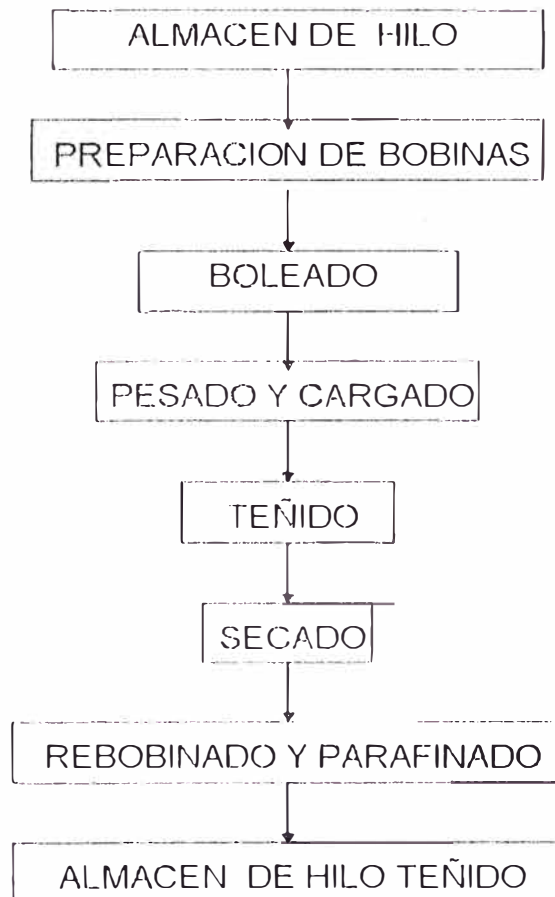 ALMACEN DE HILO
PREPARACION DE BOBINAS
BOLEADO
PESADO Y CARGADO
TEÑIDO
SECADO
REBOBINADO Y PARAFINADO
ALMACEN DE HILO TEÑIDO